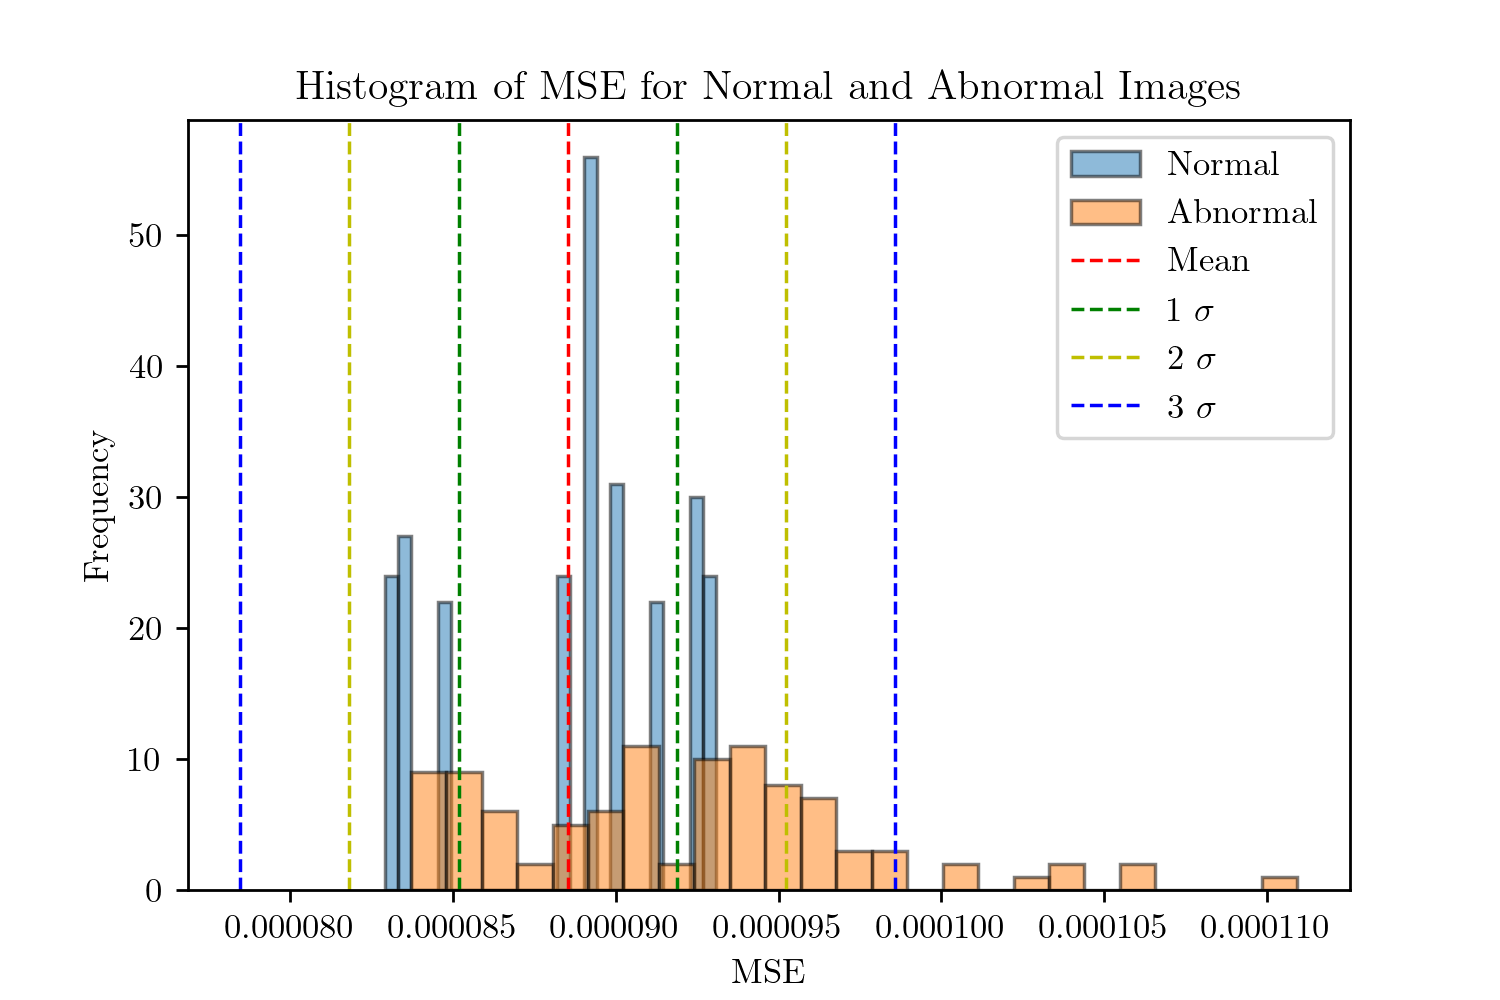 Histogram of MSE for Normal and Abnormal Images
Normal
Abnormal
Mean
1 σ
2 σ
3 σ
Frequency
50
40
30
20
10
0
0.000080 0.000085 0.000090 0.000095 0.000100 0.000105 0.000110
MSE